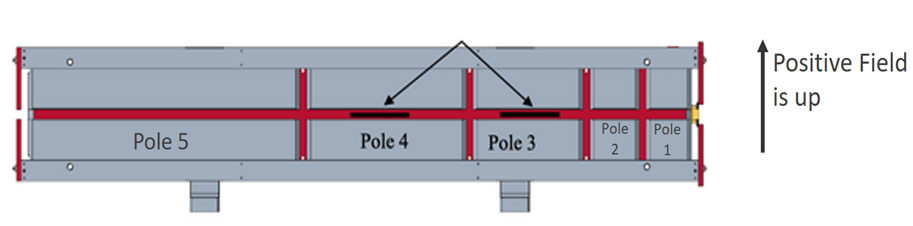 Positive Field
is up
Pole 5
Pole 4
Pole 3
Pole
2
Pole
1